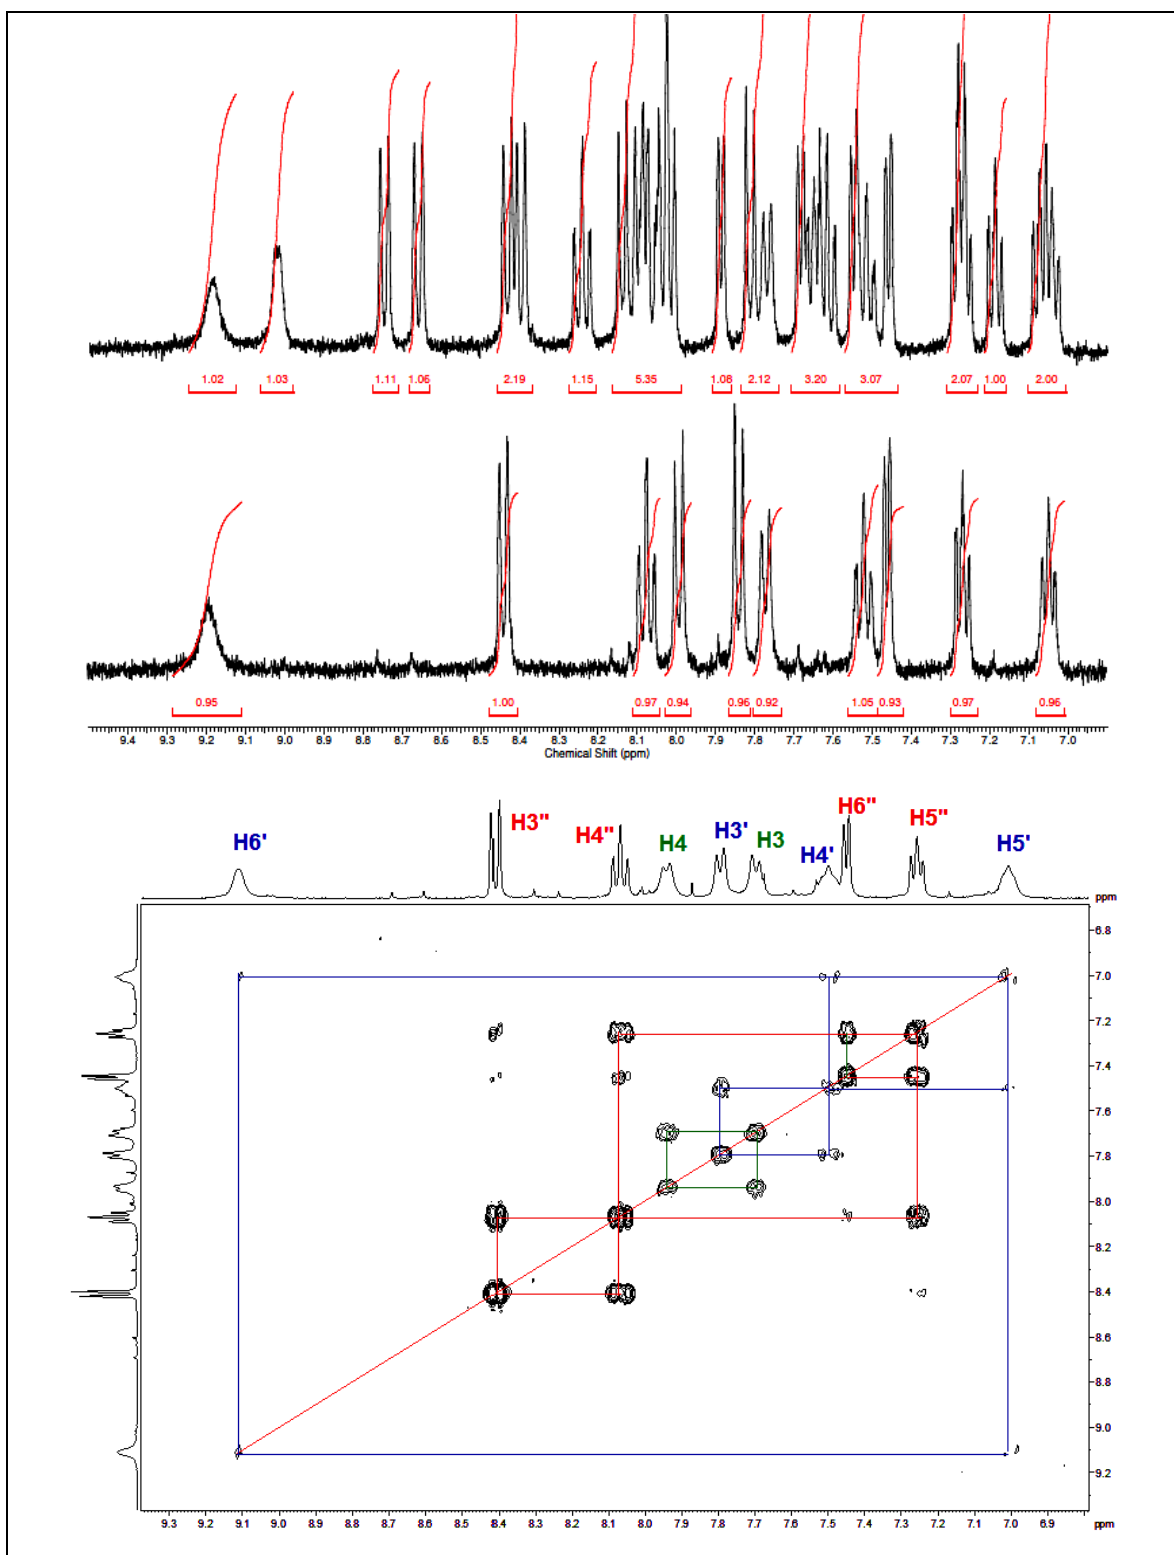 1.02 1.03 1.11 1.06 2.19 1.15 5.35 1.08 2.12 3.20 3.07 2.07 1.00 2.00
0.95 1.00 0.97 0.94 0.96 0.92 1.05 0.93 0.97 0.96
9.4 9.3 9.2 9.1 9.0 8.9 8.8 8.7 8.6 8.5 8.4 8.3 8.2 8.1 8.0 7.9 7.8 7.7 7.6 7.5 7.4 7.3 7.2 7.1 7.0
Chemical Shift (ppm)
H6' H3" H4" H4 H3' H3 H4' H6" H5" H5'
ppm
6.8
7.0
7.2
7.4
7.6
7.8
8.0
8.2
8.4
8.6
8.8
9.0
9.2
9.3 9.2 9.1 9.0 8.9 8.8 8.7 8.6 8.5 8.4 8.3 8.2 8.1 8.0 7.9 7.8 7.7 7.6 7.5 7.4 7.3 7.2 7.1 7.0 6.9 ppm